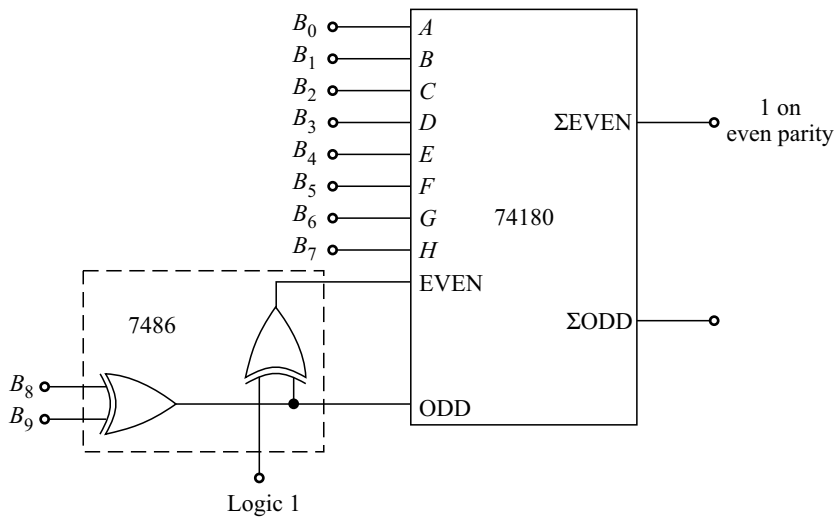 B0 A
B1 B
B2 C
B3 D
B4 E
B5 F
B6 G
B7 H
EVEN
ODD
74180
ΣEVEN
ΣODD
1 on
even parity
7486
B8
B9
Logic 1